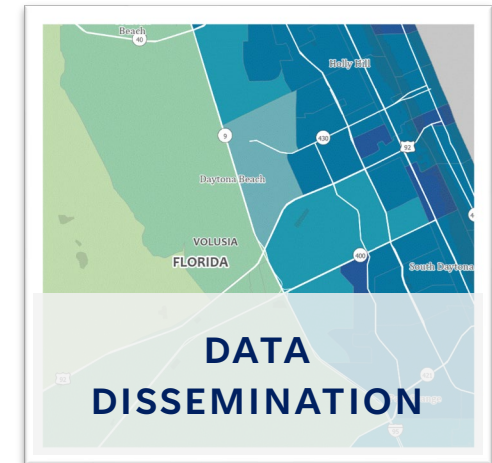 Beach
40
Holly Hill
9
430
92
Daytona Beach
VOLUSIA
FLORIDA
400
South Daytona
DATA
DISSEMINATION